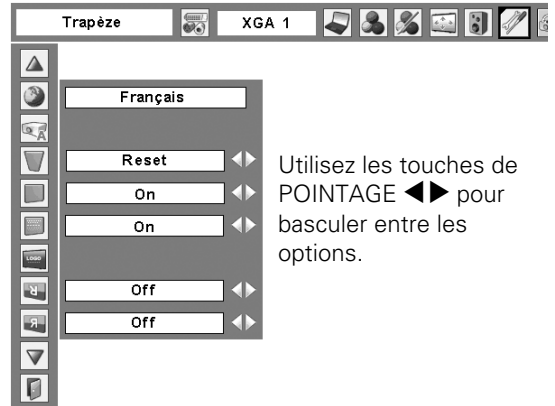 Trapèze
XGA 1
Français
Reset
On
On
LOGO
Off
Off
Utilisez les touches de
POINTAGE ◀▶ pour
basculer entre les
options.